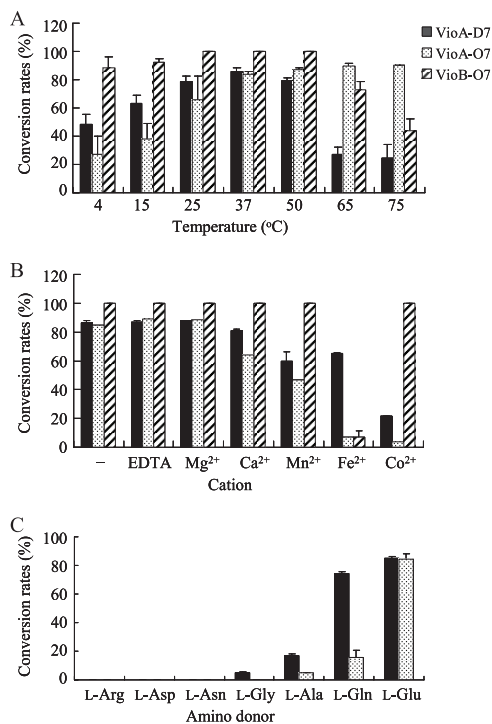 A
Conversion rates (%)
120
100
80
60
40
20
0
VioA-D7
VioA-O7
VioB-O7
4 15 25 37 50 65 75
Temperature (°C)
B
Conversion rates (%)
120
100
80
60
40
20
0
– EDTA Mg²⁺ Ca²⁺ Mn²⁺ Fe²⁺ Co²⁺
Cation
C
Conversion rates (%)
100
80
60
40
20
0
L-Arg L-Asp L-Asn L-Gly L-Ala L-Gln L-Glu
Amino donor